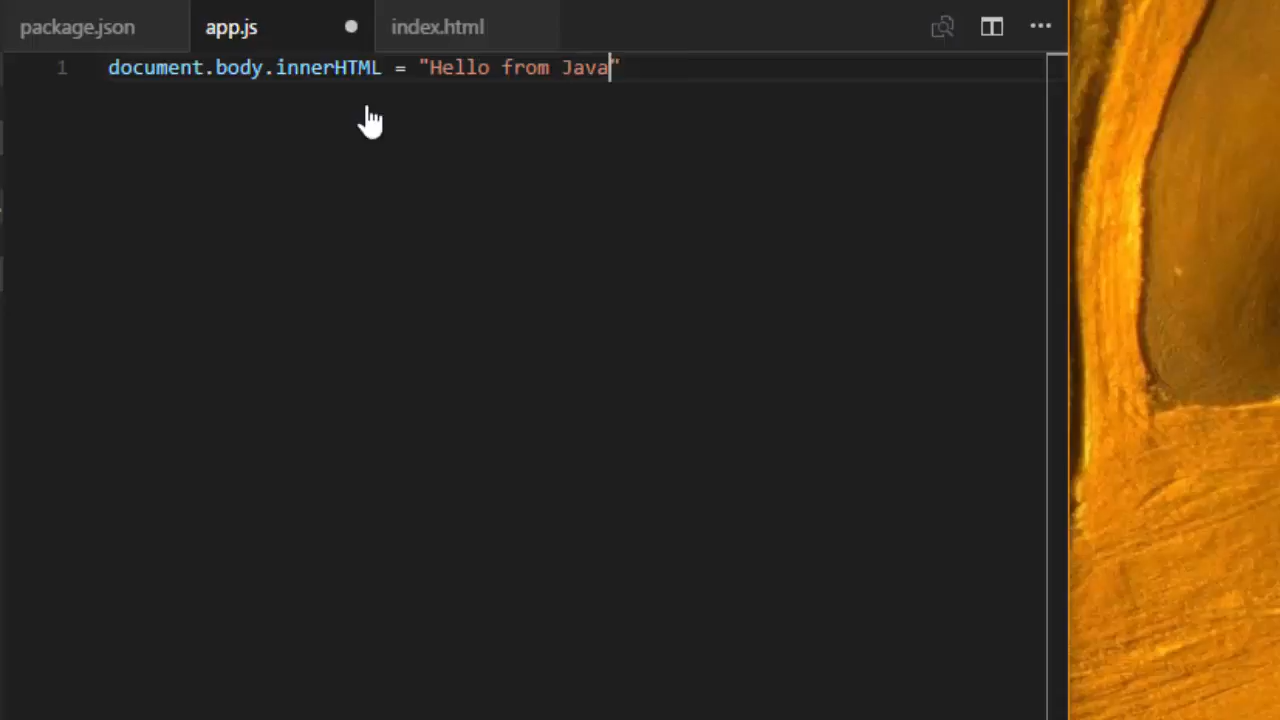 package.json app.js index.html
1 document.body.innerHTML = "Hello from Java"